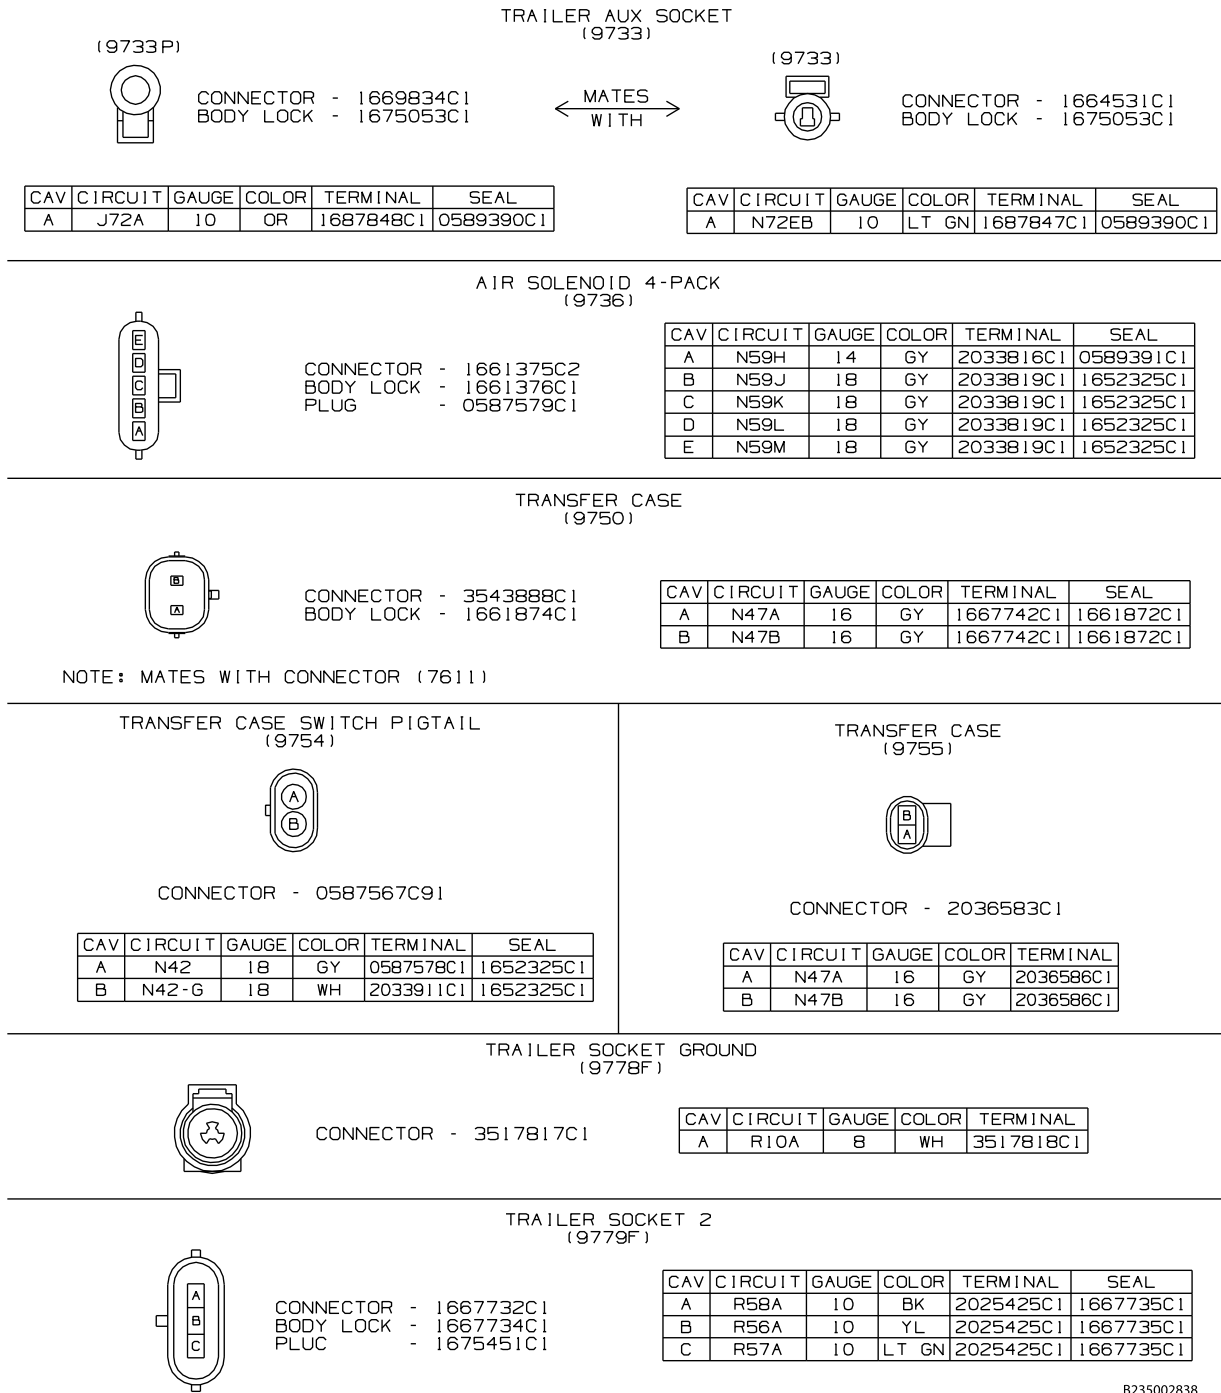 TRAILER AUX SOCKET
(9733)
(9733P)
CONNECTOR - 1669834C1
BODY LOCK - 1675053C1
MATES
WITH
(9733)
CONNECTOR - 1664531C1
BODY LOCK - 1675053C1
CAV CIRCUIT GAUGE COLOR TERMINAL SEAL
A J72A 10 OR 1687848C1 0589390C1
CAV CIRCUIT GAUGE COLOR TERMINAL SEAL
A N72EB 10 LT GN 1687847C1 0589390C1
AIR SOLENOID 4-PACK
(9736)
E
D
C
B
A
CONNECTOR - 1661375C2
BODY LOCK - 1661376C1
PLUG - 0587579C1
CAV CIRCUIT GAUGE COLOR TERMINAL SEAL
A N59H 14 GY 2033816C1 0589391C1
B N59J 18 GY 2033819C1 1652325C1
C N59K 18 GY 2033819C1 1652325C1
D N59L 18 GY 2033819C1 1652325C1
E N59M 18 GY 2033819C1 1652325C1
TRANSFER CASE
(9750)
B
A
CONNECTOR - 3543888C1
BODY LOCK - 1661874C1
CAV CIRCUIT GAUGE COLOR TERMINAL SEAL
A N47A 16 GY 1667742C1 1661872C1
B N47B 16 GY 1667742C1 1661872C1
NOTE: MATES WITH CONNECTOR (7611)
TRANSFER CASE SWITCH PIGTAIL
(9754)
A
B
CONNECTOR - 0587567C91
CAV CIRCUIT GAUGE COLOR TERMINAL SEAL
A N42 18 GY 0587578C1 1652325C1
B N42-G 18 WH 2033911C1 1652325C1
TRANSFER CASE
(9755)
B
A
CONNECTOR - 2036583C1
CAV CIRCUIT GAUGE COLOR TERMINAL
A N47A 16 GY 2036586C1
B N47B 16 GY 2036586C1
TRAILER SOCKET GROUND
(9778F)
CONNECTOR - 3517817C1
CAV CIRCUIT GAUGE COLOR TERMINAL
A R10A 8 WH 3517818C1
TRAILER SOCKET 2
(9779F)
A
B
C
CONNECTOR - 1667732C1
BODY LOCK - 1667734C1
PLUC - 1675451C1
CAV CIRCUIT GAUGE COLOR TERMINAL SEAL
A R58A 10 BK 2025425C1 1667735C1
B R56A 10 YL 2025425C1 1667735C1
C R57A 10 LT GN 2025425C1 1667735C1
B235002838